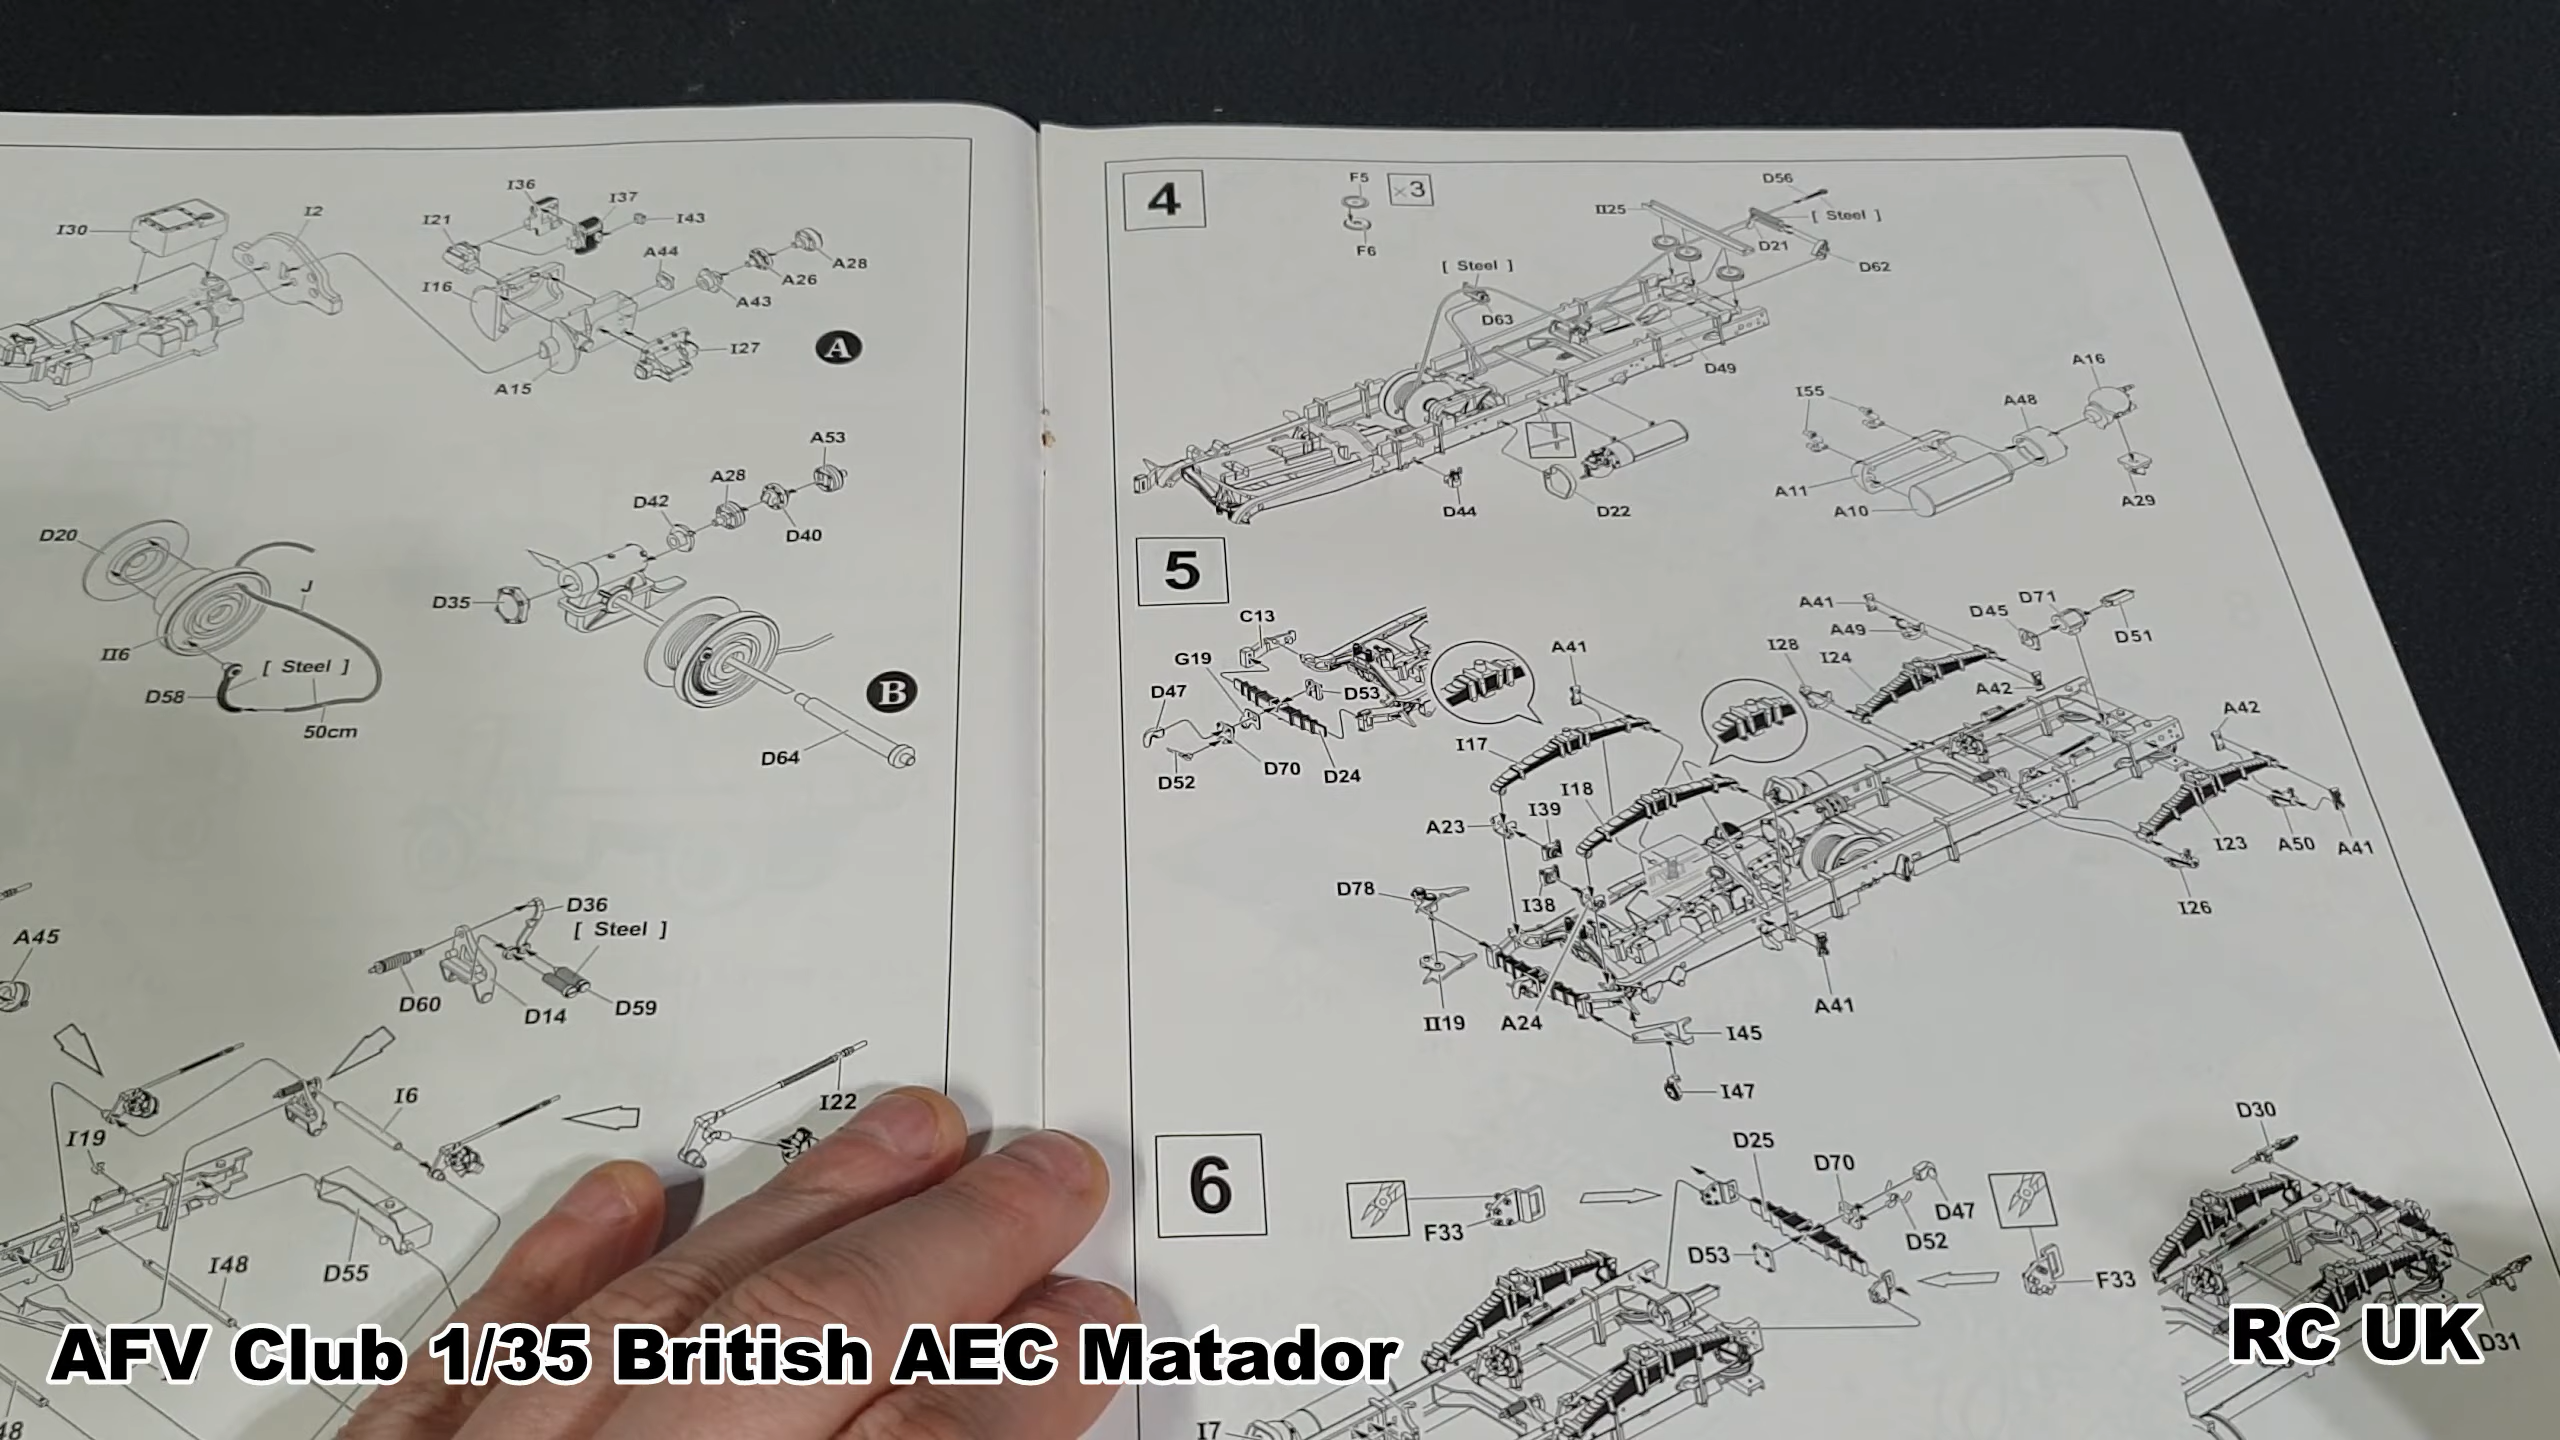 I30
I2
I21
I36
I37
I43
A44
I16
A43
A26
A28
A15
I27
A
D20
II6
J
[ Steel ]
D58
50cm
D42
A28
D40
A53
D35
D64
B
A45
D36
[ Steel ]
D60
D14
D59
I22
I6
I19
I48
D55
48
4
F5
×3
F6
D56
II25
[ Steel ]
D21
D62
[ Steel ]
D63
D49
D44
D22
I55
A48
A16
A11
A10
A29
5
C13
G19
D47
D53
D52
D70
D24
A41
I17
I18
A23
I39
I38
D78
II19
A24
I45
I47
A41
A41
A49
I28
I24
A42
D45
D71
D51
A42
I23
A50
A41
I26
6
F33
D25
D70
D47
D52
D53
F33
D30
D31
I7
AFV Club 1/35 British AEC Matador
RC UK